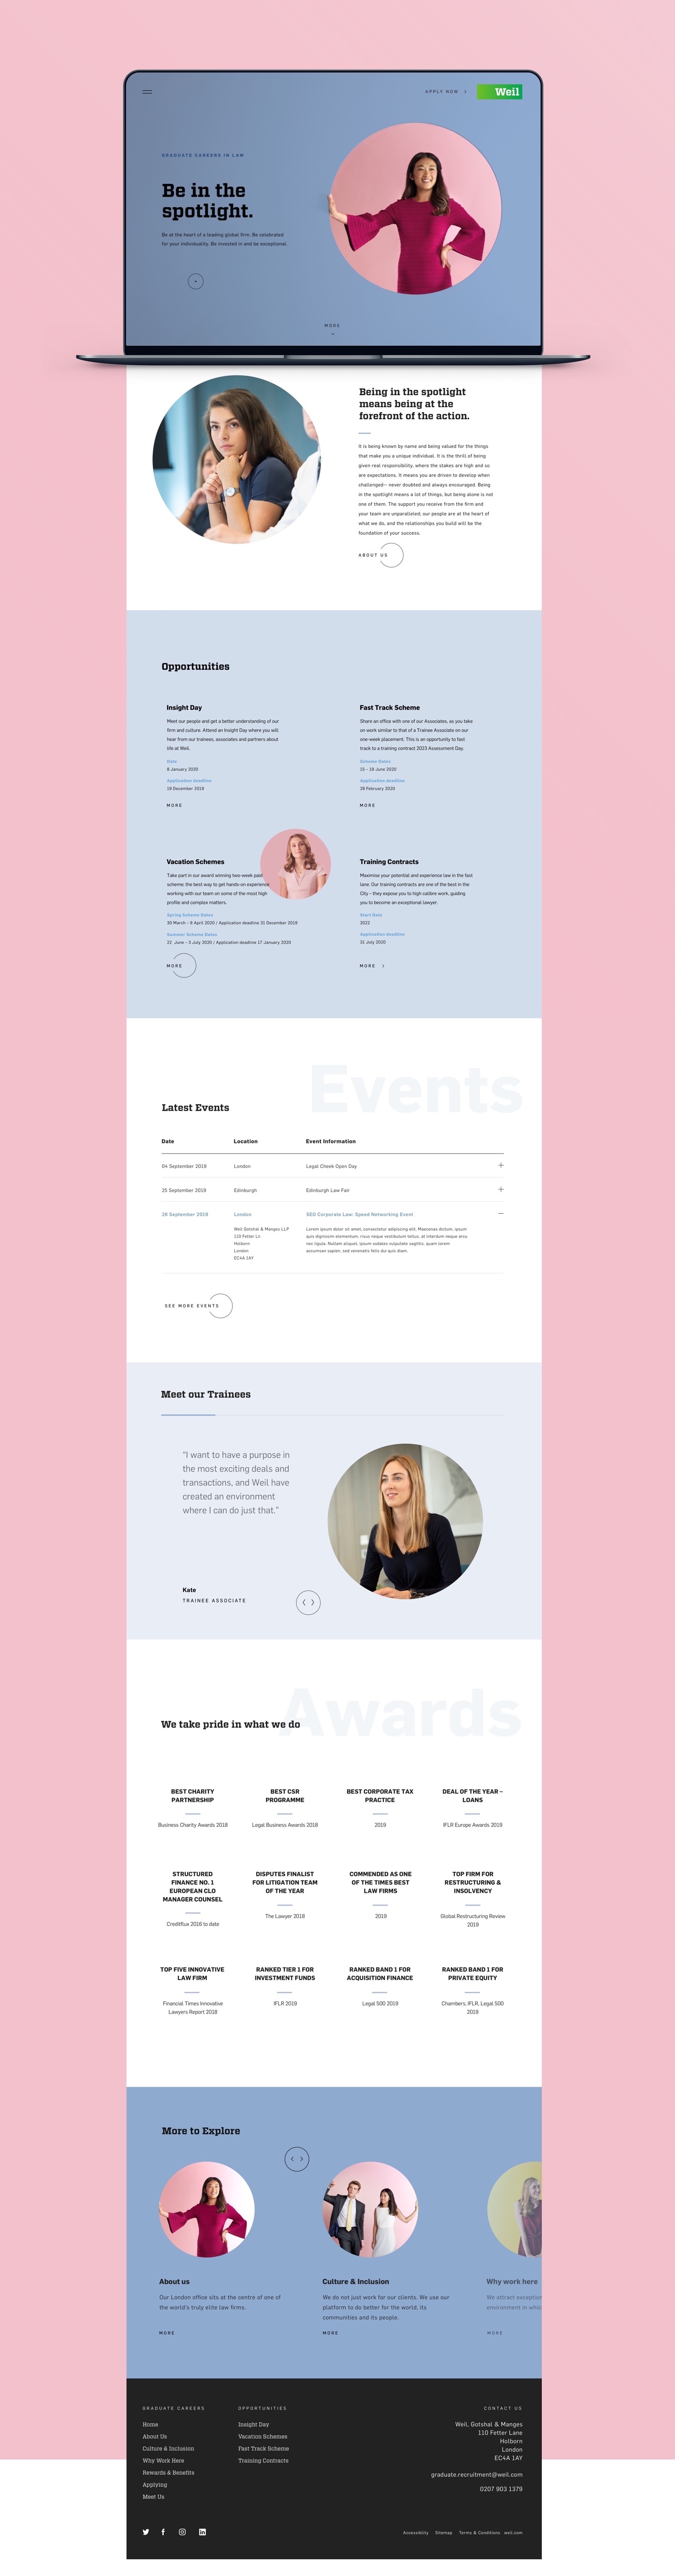 APPLY NOW
Weil
GRADUATE CAREERS IN LAW
Be in the
spotlight.
Be at the heart of a leading global firm. Be celebrated
for your individuality. Be invested in and be exceptional.
MORE
Being in the spotlight
means being at the
forefront of the action.
It is being known by name and being valued for the things
that make you a unique individual. It is the thrill of being
given real responsibility, where the stakes are high and so
are expectations. It means you are driven to develop when
challenged– never doubted and always encouraged. Being
in the spotlight means a lot of things, but being alone is not
one of them. The support you receive from the firm and
your team are unparalleled; our people are at the heart of
what we do, and the relationships you build will be the
foundation of your success.
ABOUT US
Opportunities
Insight Day
Meet our people and get a better understanding of our
firm and culture. Attend an Insight Day where you will
hear from our trainees, associates and partners about
life at Weil.
Date
8 January 2020
Application deadline
19 December 2019
MORE
Fast Track Scheme
Share an office with one of our Associates, as you take
on work similar to that of a Trainee Associate on our
one-week placement. This is an opportunity to fast
track to a training contract 2023 Assessment Day.
Scheme Dates
15 – 19 June 2020
Application deadline
29 February 2020
MORE
Vacation Schemes
Take part in our award winning two-week paid
scheme, the best way to get hands-on experience
working with our team on some of the most high
profile and complex matters.
Spring Scheme Dates
30 March – 9 April 2020 / Application deadline 31 December 2019
Summer Scheme Dates
22 June – 3 July 2020 / Application deadline 17 January 2020
MORE
Training Contracts
Maximise your potential and experience law in the fast
lane. Our training contracts are one of the best in the
City – they expose you to high calibre work, guiding
you to become an exceptional lawyer.
Start Date
2022
Application deadline
31 July 2020
MORE
Events
Latest Events
Date Location Event Information
04 September 2019 London Legal Cheek Open Day
25 September 2019 Edinburgh Edinburgh Law Fair
28 September 2019 London SEO Corporate Law: Speed Networking Event
Weil Gotshal & Manges LLP
110 Fetter Ln
Holborn
London
EC4A 1AY
Lorem ipsum dolor sit amet, consectetur adipiscing elit. Maecenas dictum, ipsum
quis dignissim elementum, risus neque vestibulum tellus, at interdum neque arcu
nec ligula. Nullam aliquet, ipsum sodales vulputate sagittis, quam lorem
accumsan sapien, sed venenatis felis dui quis diam.
SEE MORE EVENTS
Meet our Trainees
"I want to have a purpose in
the most exciting deals and
transactions, and Weil have
created an environment
where I can do just that."
Kate
TRAINEE ASSOCIATE
Awards
We take pride in what we do
BEST CHARITY
PARTNERSHIP
Business Charity Awards 2018
BEST CSR
PROGRAMME
Legal Business Awards 2018
BEST CORPORATE TAX
PRACTICE
2019
DEAL OF THE YEAR –
LOANS
IFLR Europe Awards 2019
STRUCTURED
FINANCE NO. 1
EUROPEAN CLO
MANAGER COUNSEL
Creditflux 2016 to date
DISPUTES FINALIST
FOR LITIGATION TEAM
OF THE YEAR
The Lawyer 2018
COMMENDED AS ONE
OF THE TIMES BEST
LAW FIRMS
2019
TOP FIRM FOR
RESTRUCTURING &
INSOLVENCY
Global Restructuring Review
2019
TOP FIVE INNOVATIVE
LAW FIRM
Financial Times Innovative
Lawyers Report 2018
RANKED TIER 1 FOR
INVESTMENT FUNDS
IFLR 2019
RANKED BAND 1 FOR
ACQUISITION FINANCE
Legal 500 2019
RANKED BAND 1 FOR
PRIVATE EQUITY
Chambers, IFLR, Legal 500
2019
More to Explore
About us
Our London office sits at the centre of one of
the world's truly elite law firms.
MORE
Culture & Inclusion
We do not just work for our clients. We use our
platform to do better for the world, its
communities and its people.
MORE
Why work here
We attract exception
environment in whic
MORE
GRADUATE CAREERS
Home
About Us
Culture & Inclusion
Why Work Here
Rewards & Benefits
Applying
Meet Us
OPPORTUNITIES
Insight Day
Vacation Schemes
Fast Track Scheme
Training Contracts
CONTACT US
Weil, Gotshal & Manges
110 Fetter Lane
Holborn
London
EC4A 1AY
graduate.recruitment@weil.com
0207 903 1379
Accessiblity Sitemap Terms & Conditions weil.com